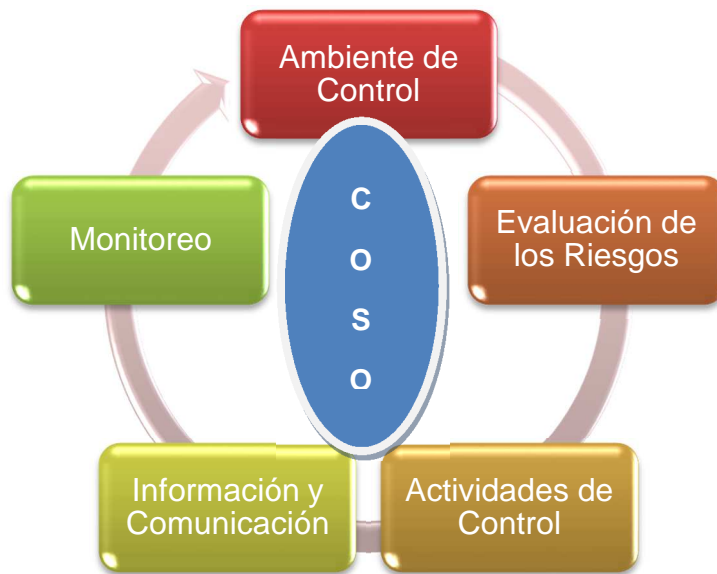 Ambiente de
Control
Evaluación de
los Riesgos
Actividades de
Control
Información y
Comunicación
Monitoreo
C
O
S
O